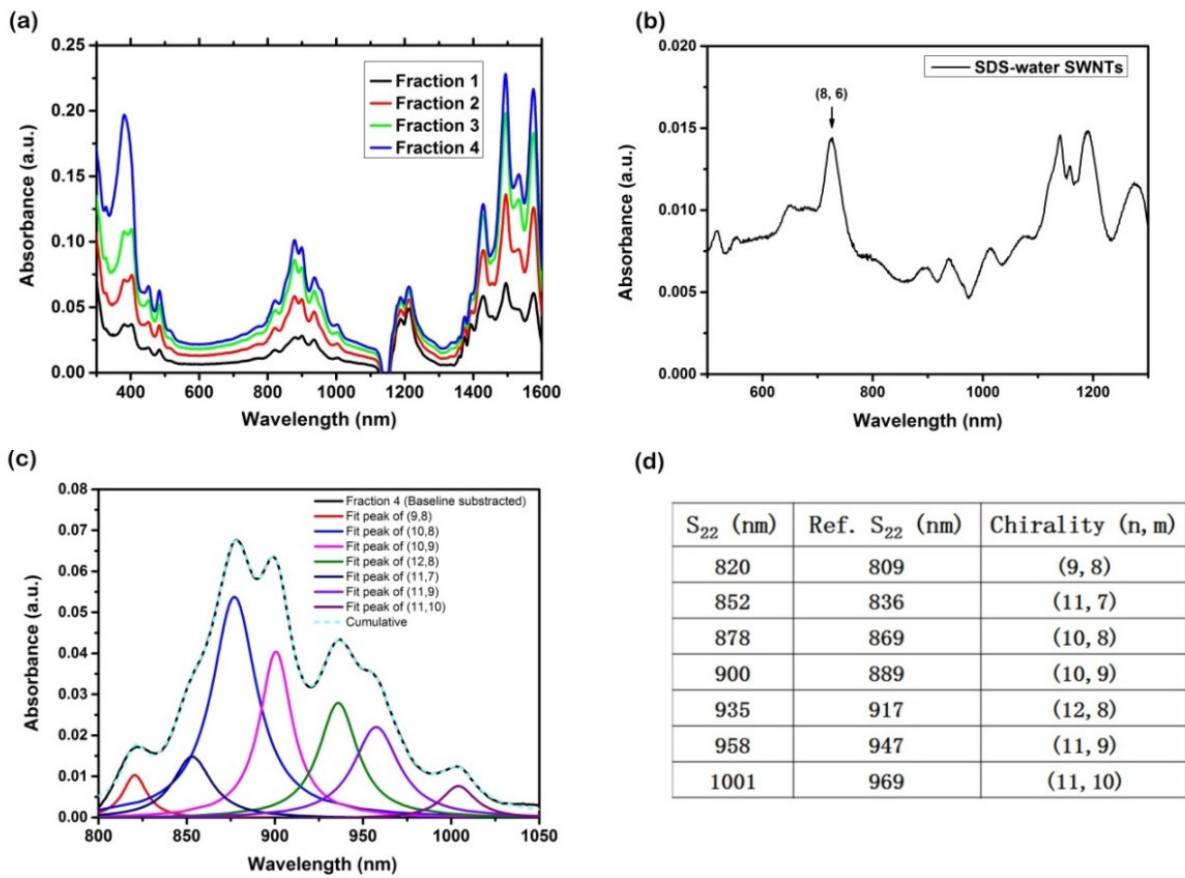 (a)
0.25
0.20
0.15
0.10
0.05
0.00
Absorbance (a.u.)
Fraction 1
Fraction 2
Fraction 3
Fraction 4
400 600 800 1000 1200 1400 1600
Wavelength (nm)
(b)
0.020
0.015
0.010
0.005
0.000
Absorbance (a.u.)
SDS-water SWNTs
(8, 6)
600 800 1000 1200
Wavelength (nm)
(c)
0.08
0.07
0.06
0.05
0.04
0.03
0.02
0.01
0.00
Absorbance (a.u.)
Fraction 4 (Baseline substracted)
Fit peak of (9,8)
Fit peak of (10,8)
Fit peak of (10,9)
Fit peak of (12,8)
Fit peak of (11,7)
Fit peak of (11,9)
Fit peak of (11,10)
Cumulative
800 850 900 950 1000 1050
Wavelength (nm)
(d)
S22 (nm) Ref. S22 (nm) Chirality (n,m)
820 809 (9,8)
852 836 (11,7)
878 869 (10,8)
900 889 (10,9)
935 917 (12,8)
958 947 (11,9)
1001 969 (11,10)